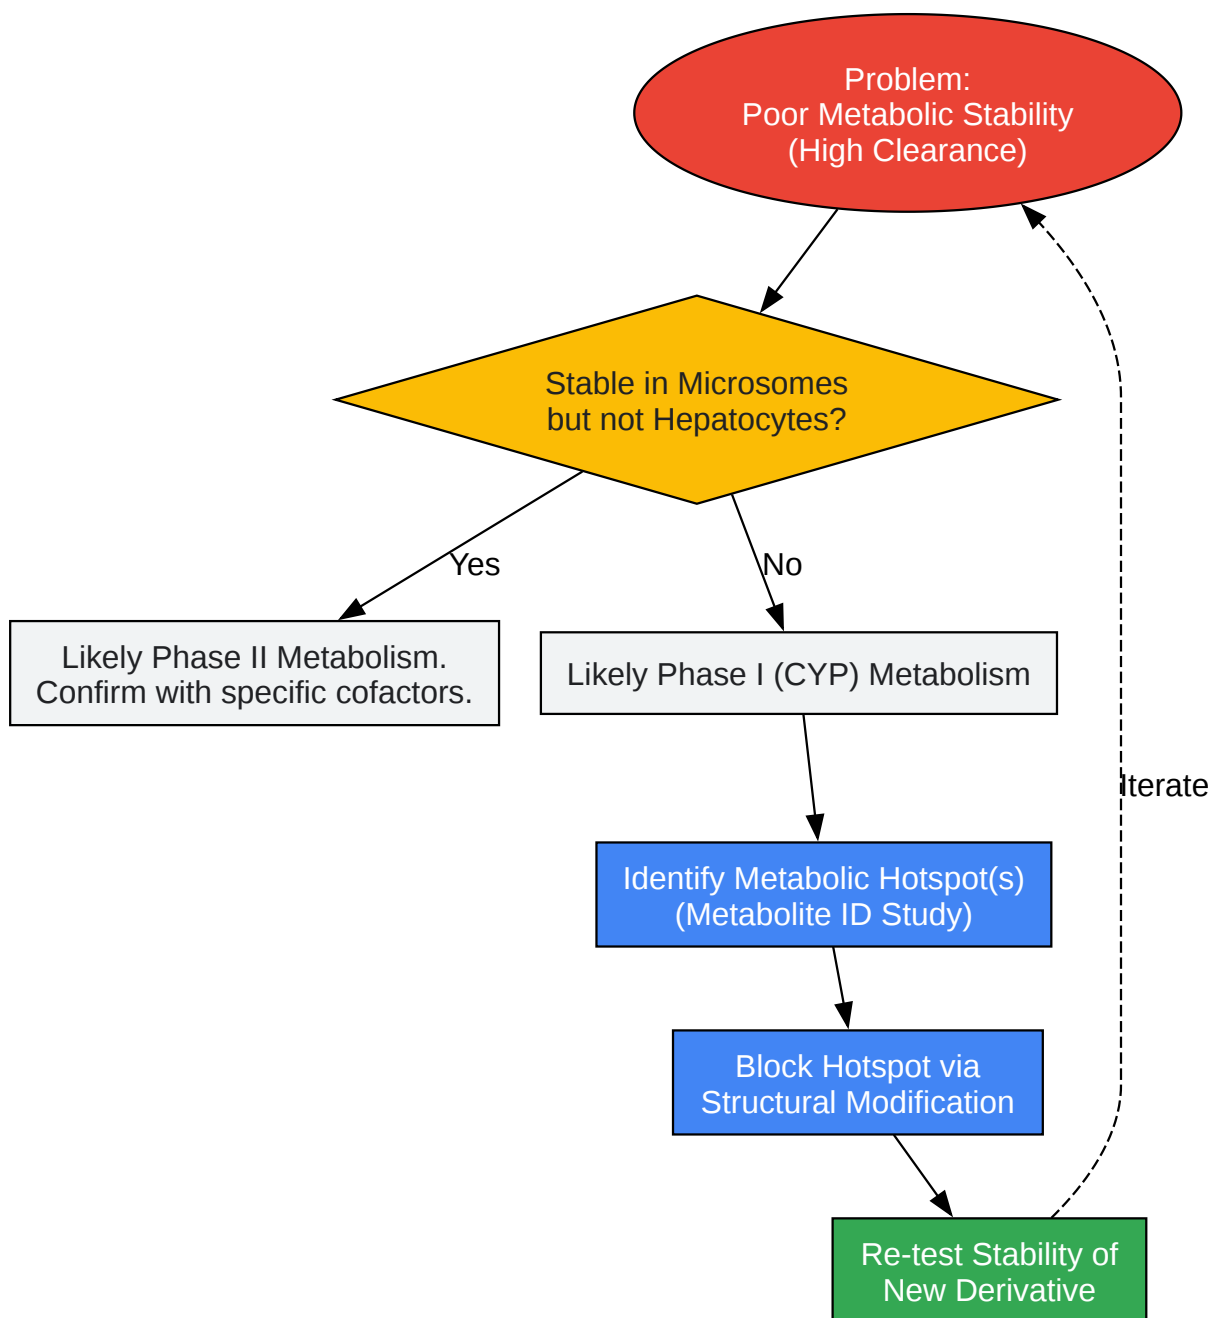 Problem:
Poor Metabolic Stability
(High Clearance)
Stable in Microsomes
but not Hepatocytes?
Yes
No
Likely Phase II Metabolism.
Confirm with specific cofactors.
Likely Phase I (CYP) Metabolism
Iterate
Identify Metabolic Hotspot(s)
(Metabolite ID Study)
Block Hotspot via
Structural Modification
Re-test Stability of
New Derivative